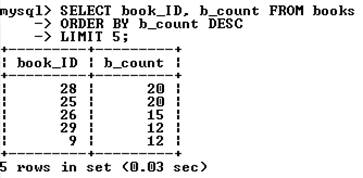 mysql> SELECT book_ID, b_count FROM books
    -> ORDER BY b_count DESC
    -> LIMIT 5;
+---------+---------+
¦ book_ID ¦ b_count ¦
+---------+---------+
¦      28 ¦      20 ¦
¦      25 ¦      20 ¦
¦      26 ¦      15 ¦
¦      29 ¦      12 ¦
¦       9 ¦      12 ¦
+---------+---------+
5 rows in set (0.03 sec)